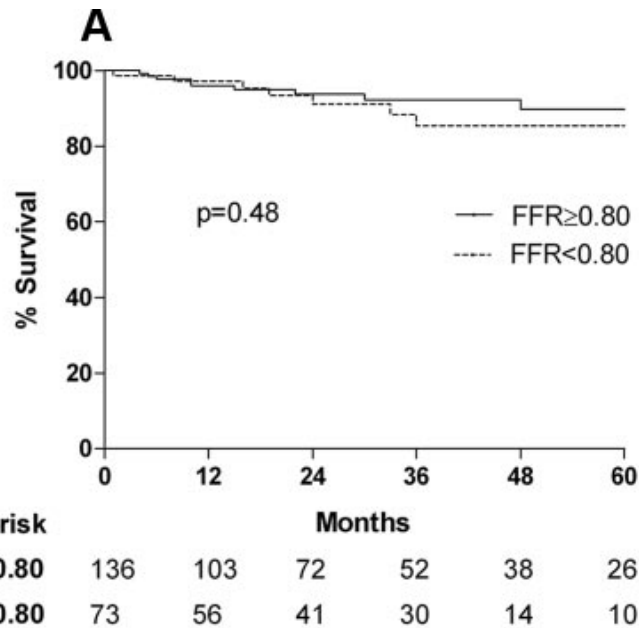 A
100
80
60
40
20
0
% Survival
p=0.48
FFR≥0.80
FFR<0.80
0 12 24 36 48 60
Months
risk
0.80 136 103 72 52 38 26
0.80 73 56 41 30 14 10